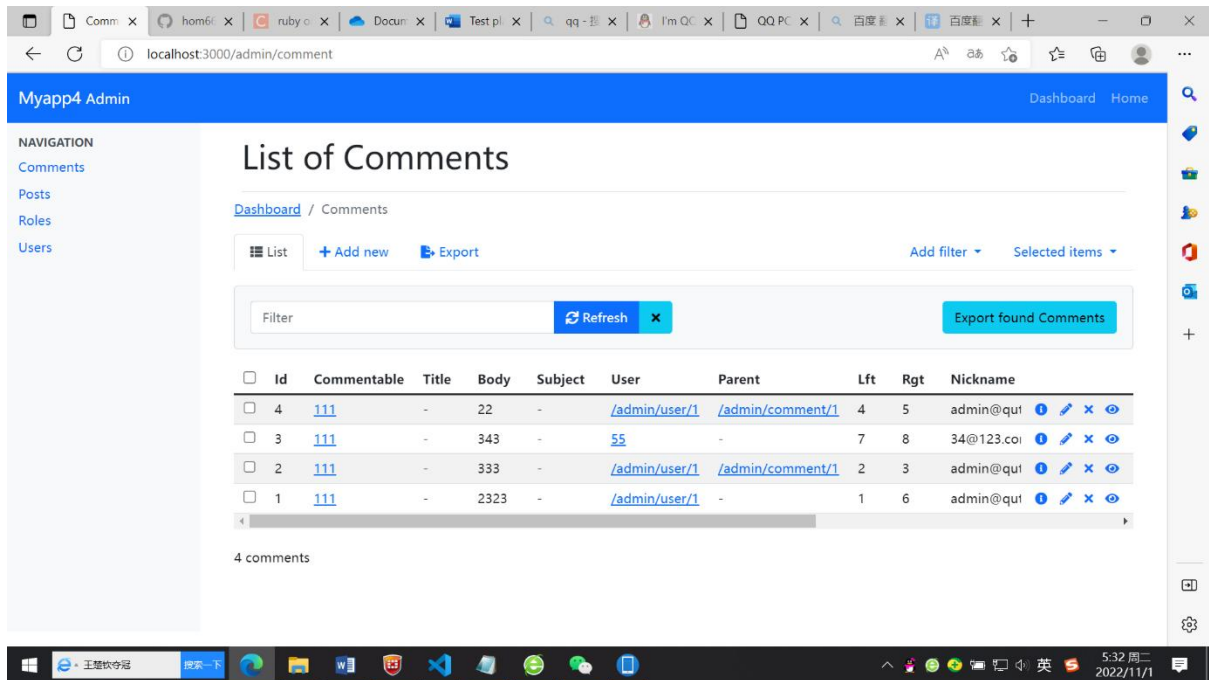 Comm
hom6
ruby o
Docum
Test pl
qq -
I'm QC
QQ PC
百度
百度
localhost:3000/admin/comment
Myapp4 Admin
Dashboard Home
NAVIGATION
Comments
Posts
Roles
Users
List of Comments
Dashboard / Comments
List + Add new Export Add filter Selected items
Filter Refresh Export found Comments
Id Commentable Title Body Subject User Parent Lft Rgt Nickname
4 111 - 22 - /admin/user/1 /admin/comment/1 4 5 admin@qut
3 111 - 343 - 55 - 7 8 34@123.co
2 111 - 333 - /admin/user/1 /admin/comment/1 2 3 admin@qut
1 111 - 2323 - /admin/user/1 - 1 6 admin@qut
4 comments
王楚钦夺冠 搜索一下
英
5:32 周二
2022/11/1